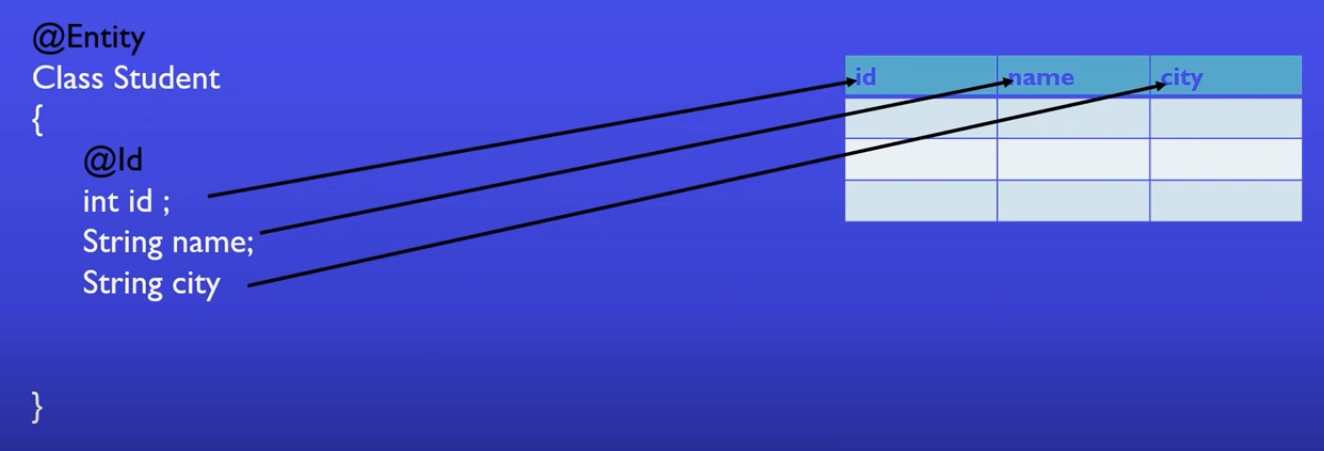 @Entity
Class Student
{
@Id
int id ;
String name;
String city
}
id name city